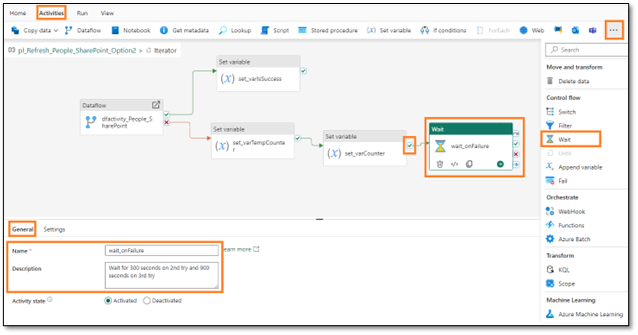 Home Activities Run View
Copy data Dataflow Notebook Get metadata Lookup Script Stored procedure Set variable If conditions ForEach Web
03 pl_Refresh_People_SharePoint_Option2 > Iterator
Search
Move and transform
Delete data
Control flow
Switch
Filter
Wait
Until
Append variable
Fail
Orchestrate
WebHook
Functions
Azure Batch
Transform
KQL
Scope
Machine Learning
Azure Machine Learning
Set variable
(x) set_varIsSuccess
Dataflow
dfactivity_People_S
harePoint
Set variable
(x) set_varTempCounte
r
Set variable
(x) set_varCounter
Wait
wait_onFailure
General Settings
Name * wait_onFailure Learn more
Description Wait for 300 seconds on 2nd try and 900
seconds on 3rd try
Activity state Activated Deactivated